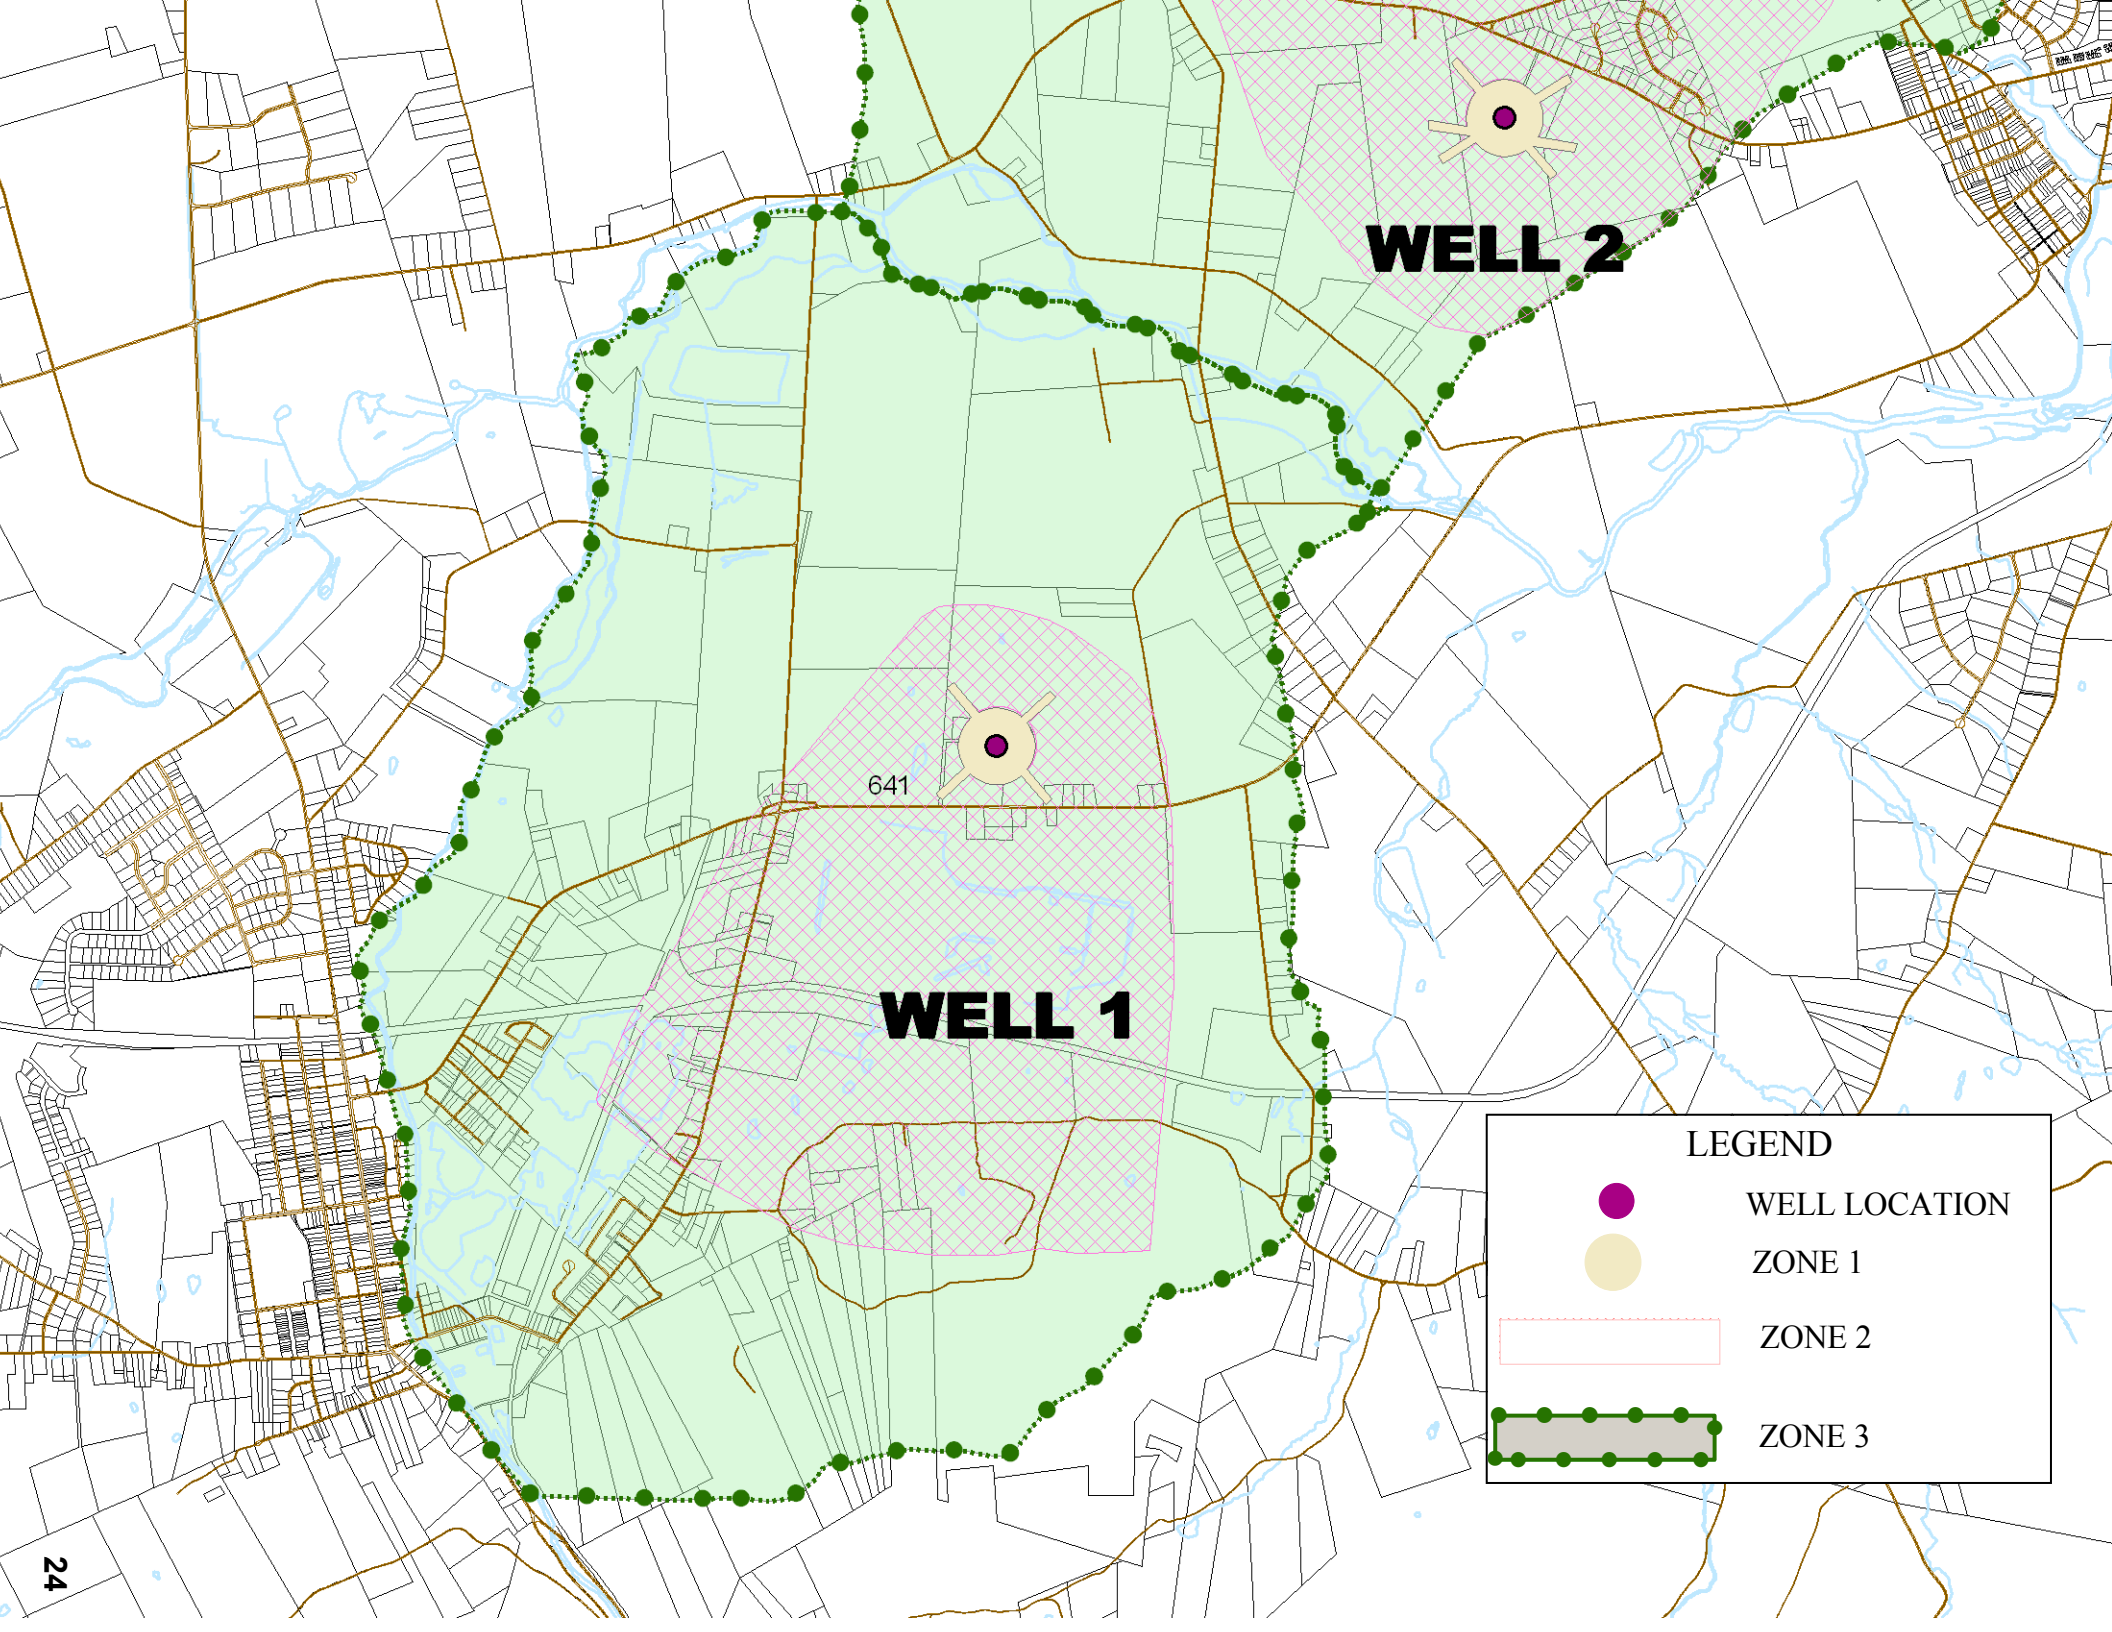 WELL 2
641
WELL 1
LEGEND
WELL LOCATION
ZONE 1
ZONE 2
ZONE 3
24